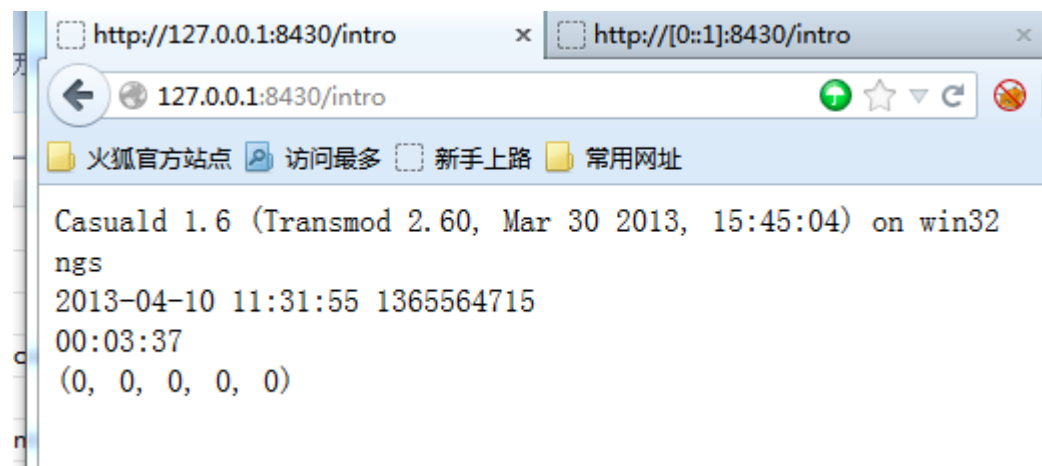 http://127.0.0.1:8430/intro × http://[0::1]:8430/intro ×
127.0.0.1:8430/intro
火狐官方站点 访问最多 新手上路 常用网址
Casuald 1.6 (Transmod 2.60, Mar 30 2013, 15:45:04) on win32
ngs
2013-04-10 11:31:55 1365564715
00:03:37
(0, 0, 0, 0, 0)